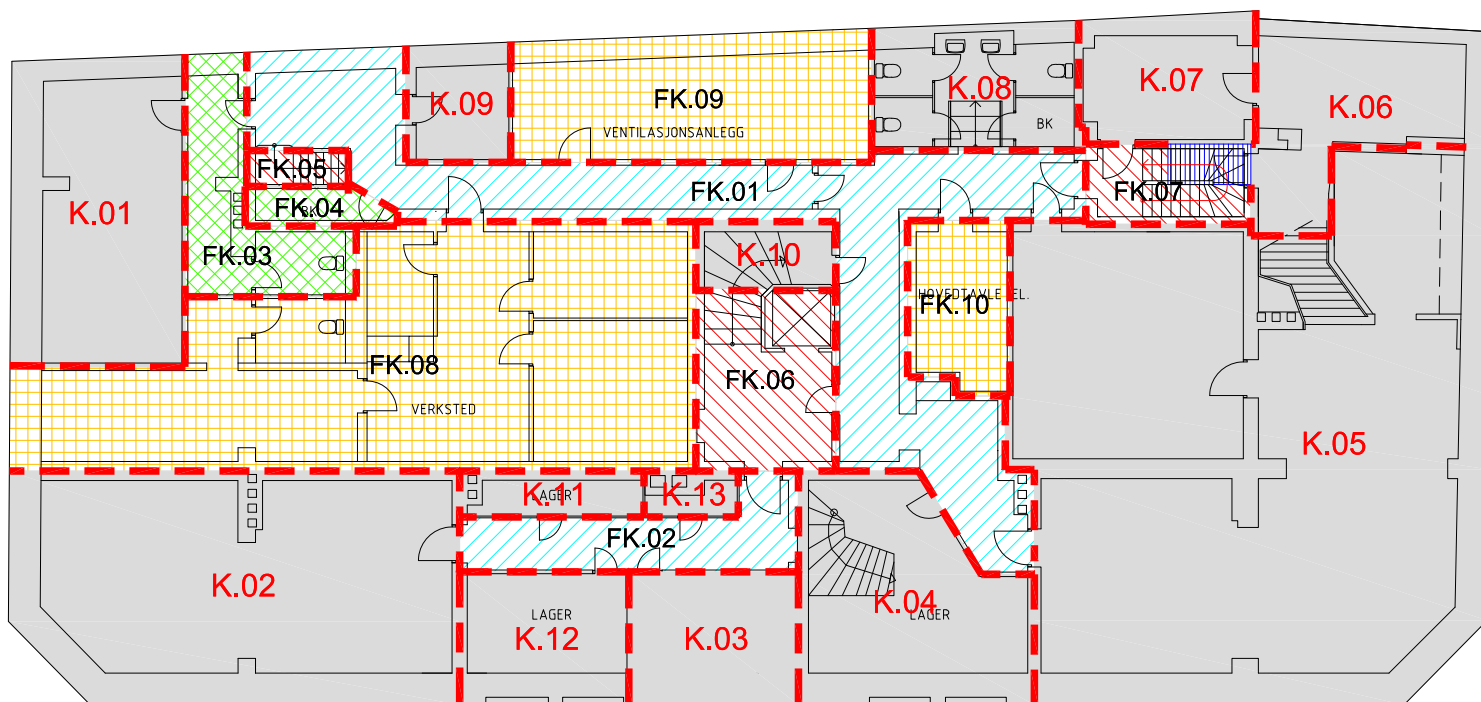 K.09
FK.09
VENTILASJONSANLEGG
K.08
BK
K.07
K.06
FK.05
FK.04
BK
FK.01
FK.07
K.01
FK.03
K.10
HOVEDTAVLE EL.
FK.10
FK.08
VERKSTED
FK.06
K.05
K.11
LAGER
K.13
FK.02
K.02
LAGER
K.12
K.03
K.04
LAGER